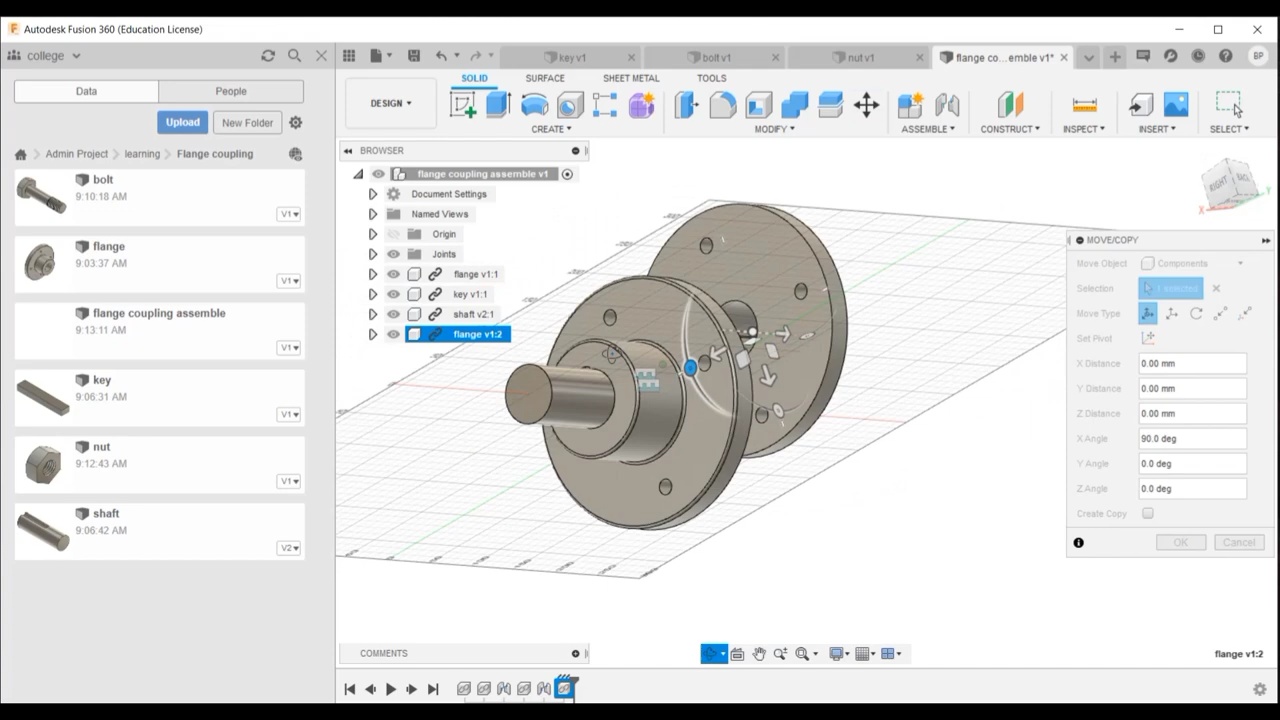 Autodesk Fusion 360 (Education License)
college
key v1
bolt v1
nut v1
flange co...emble v1*
BP
Data
People
Upload
New Folder
Admin Project
learning
Flange coupling
bolt
9:10:18 AM
V1
flange
9:03:37 AM
V1
flange coupling assemble
9:13:11 AM
V1
key
9:06:31 AM
V1
nut
9:12:43 AM
V1
shaft
9:06:42 AM
V2
SOLID
SURFACE
SHEET METAL
TOOLS
DESIGN
CREATE
MODIFY
ASSEMBLE
CONSTRUCT
INSPECT
INSERT
SELECT
BROWSER
flange coupling assemble v1
Document Settings
Named Views
Origin
Joints
flange v1:1
key v1:1
shaft v2:1
flange v1:2
RIGHT
X
Y
Z
MOVE/COPY
Move Object
Components
Selection
1 selected
Move Type
Set Pivot
X Distance
0.00 mm
Y Distance
0.00 mm
Z Distance
0.00 mm
X Angle
90.0 deg
Y Angle
0.0 deg
Z Angle
0.0 deg
Create Copy
OK
Cancel
COMMENTS
flange v1:2